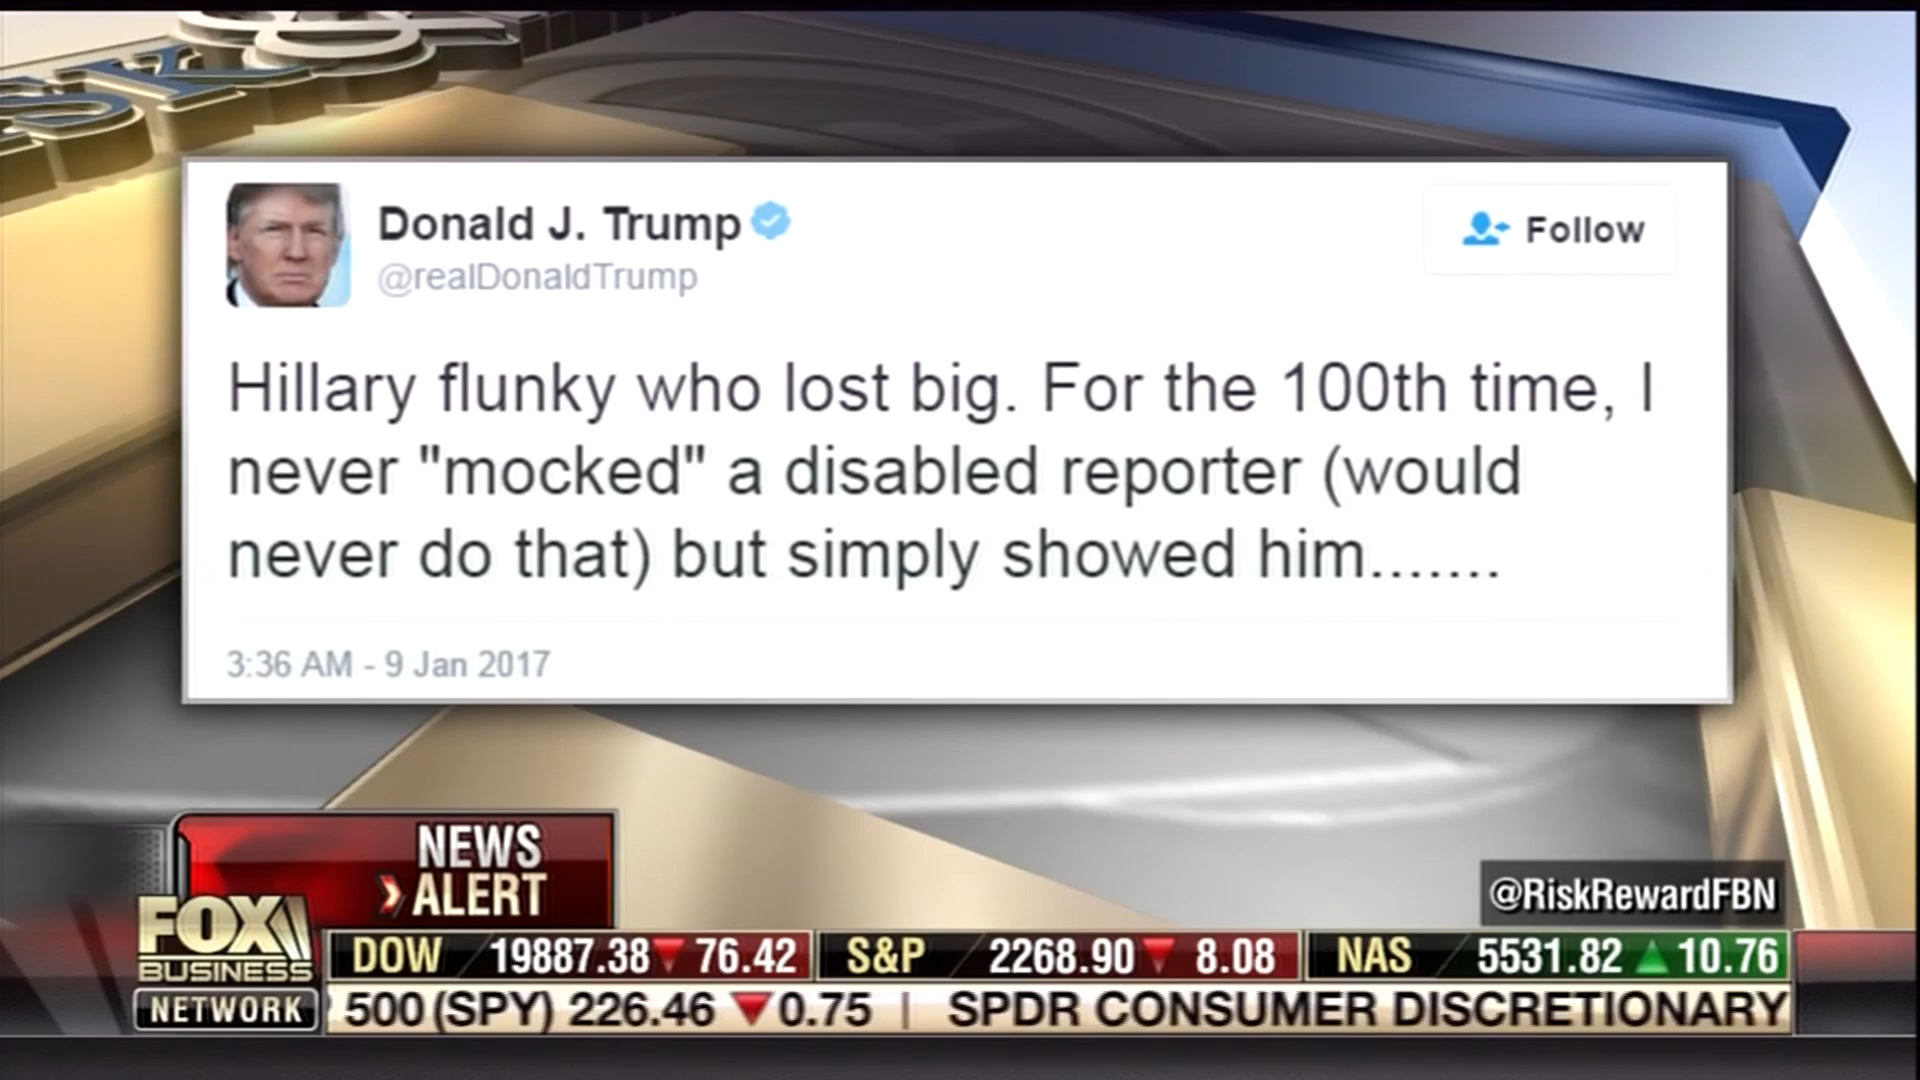 SK &
Donald J. Trump
@realDonaldTrump
Follow
Hillary flunky who lost big. For the 100th time, I
never "mocked" a disabled reporter (would
never do that) but simply showed him.......
3:36 AM - 9 Jan 2017
NEWS
ALERT
@RiskRewardFBN
FOX
BUSINESS
NETWORK
DOW 19887.38 ▼ 76.42 S&P 2268.90 ▼ 8.08 NAS 5531.82 ▲ 10.76
500 (SPY) 226.46 ▼ 0.75 | SPDR CONSUMER DISCRETIONARY